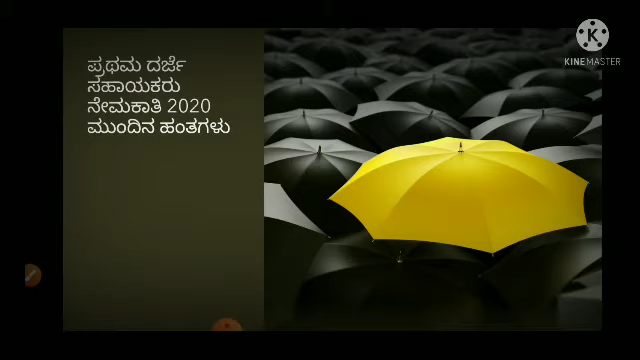 ಪ್ರಥಮ ದರ್ಜೆ
ಸಹಾಯಕರು
ನೇಮಕಾತಿ 2020
ಮುಂದಿನ ಹಂತಗಳು
K
KINEMASTER